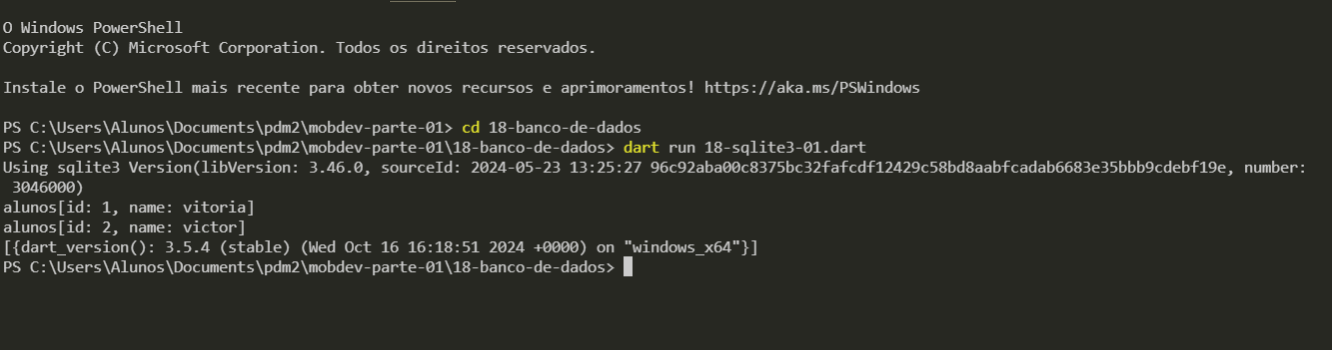 O Windows PowerShell
Copyright (C) Microsoft Corporation. Todos os direitos reservados.
Instale o PowerShell mais recente para obter novos recursos e aprimoramentos! https://aka.ms/PSWindows
PS C:\Users\Alunos\Documents\pdm2\mobdev-parte-01> cd 18-banco-de-dados
PS C:\Users\Alunos\Documents\pdm2\mobdev-parte-01\18-banco-de-dados> dart run 18-sqlite3-01.dart
Using sqlite3 Version(libVersion: 3.46.0, sourceId: 2024-05-23 13:25:27 96c92aba00c8375bc32fafcdf12429c58bd8aabfcadab6683e35bbb9cdebf19e, number:
3046000)
alunos[id: 1, name: vitoria]
alunos[id: 2, name: victor]
[{dart_version(): 3.5.4 (stable) (Wed Oct 16 16:18:51 2024 +0000) on "windows_x64"}]
PS C:\Users\Alunos\Documents\pdm2\mobdev-parte-01\18-banco-de-dados>